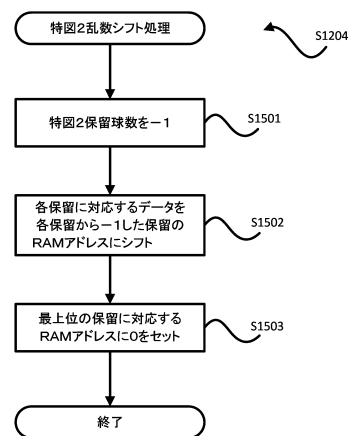 特図2乱数シフト処理
S1204
特図2保留球数を－1
S1501
各保留に対応するデータを
各保留から－1した保留の
RAMアドレスにシフト
S1502
最上位の保留に対応する
RAMアドレスに0をセット
S1503
終了